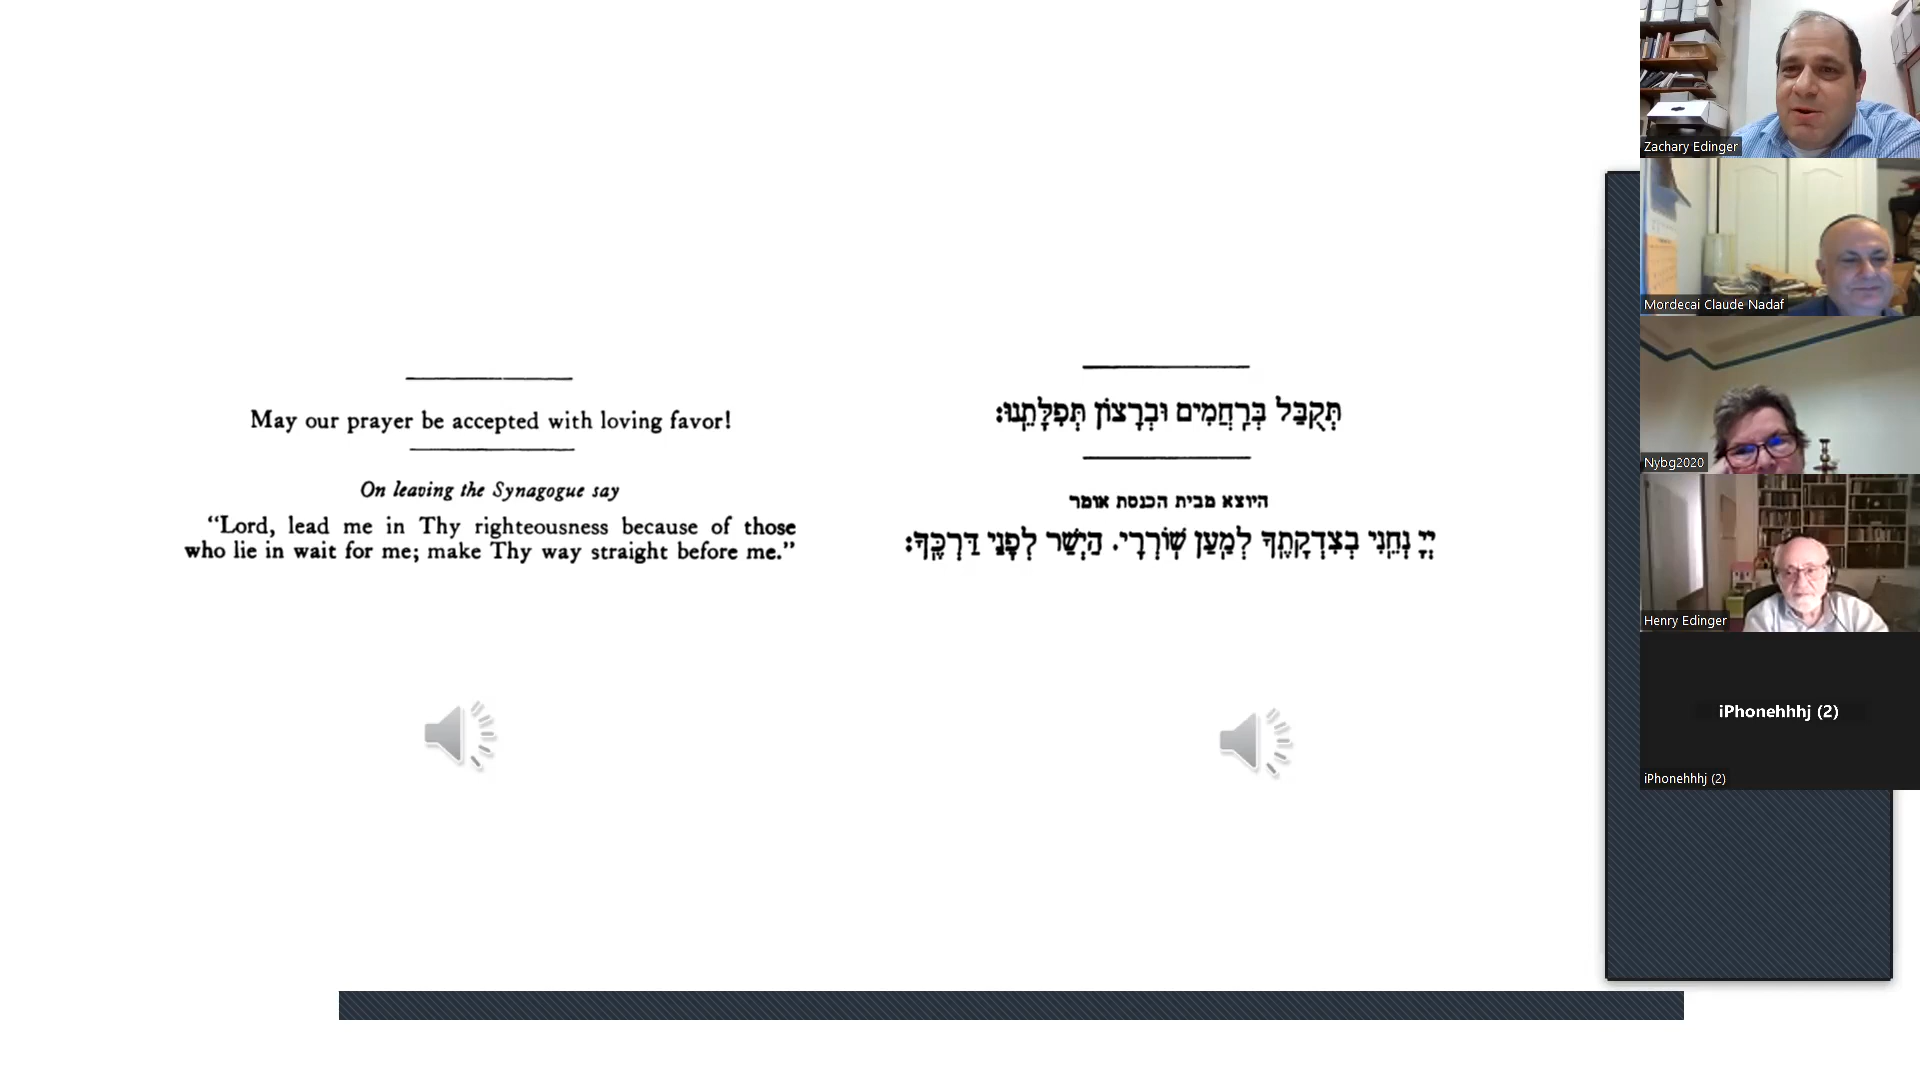 May our prayer be accepted with loving favor!
On leaving the Synagogue say
“Lord, lead me in Thy righteousness because of those
who lie in wait for me; make Thy way straight before me.”
תְּקֻבַּל בְּרַחֲמִים וּבְרָצוֹן תְּפִלָּתֵנוּ:
היוצא מבית הכנסת אומר
יְיָ נְחֵנִי בְצִדְקָתֶךָ לְמַעַן שׁוֹרְרָי. הַיְשַׁר לְפָנַי דַּרְכֶּךָ:
Zachary Edinger
Mordecai Claude Nadaf
Nybg2020
Henry Edinger
iPhonehhhj (2)
iPhonehhhj (2)